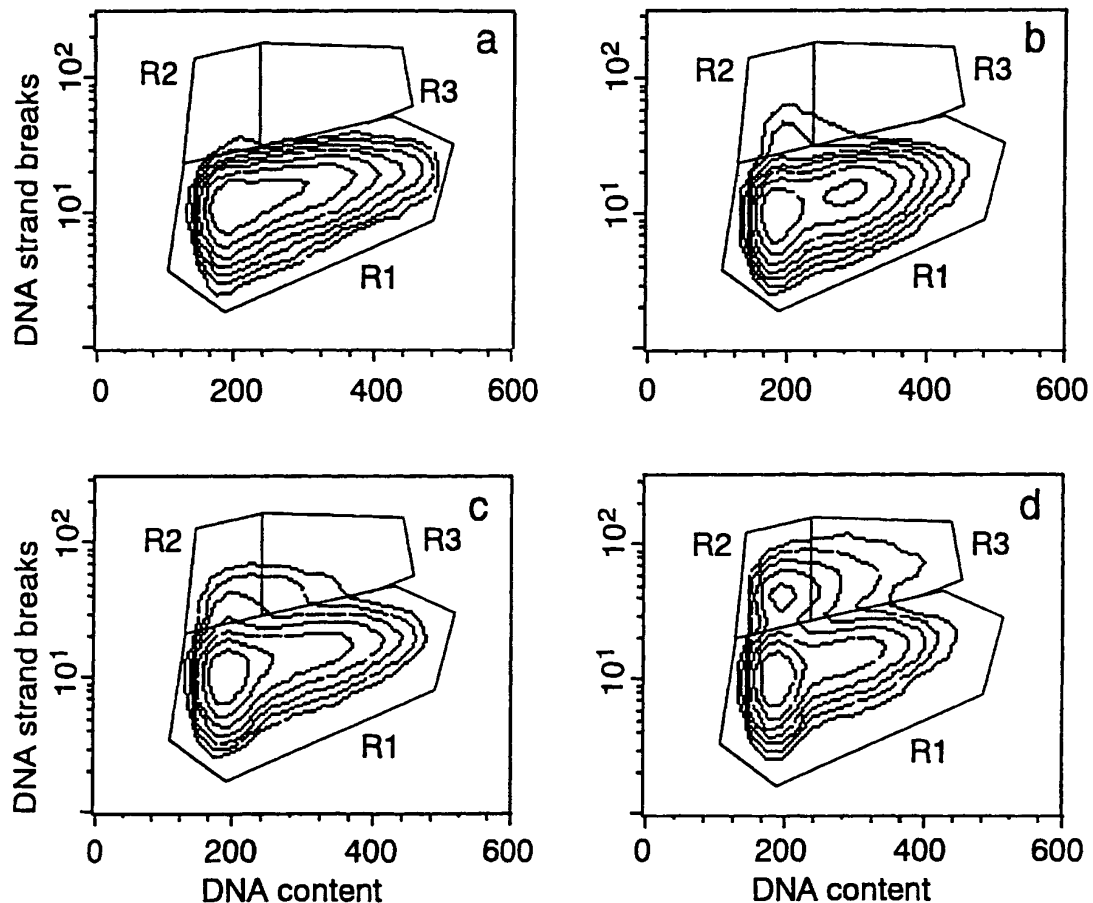 a
b
R2
R3
R2
R3
R1
R1
DNA strand breaks
10²
10¹
10²
10¹
0 200 400 600
0 200 400 600
c
d
R2
R3
R2
R3
R1
R1
DNA strand breaks
10²
10¹
10²
10¹
0 200 400 600
0 200 400 600
DNA content
DNA content